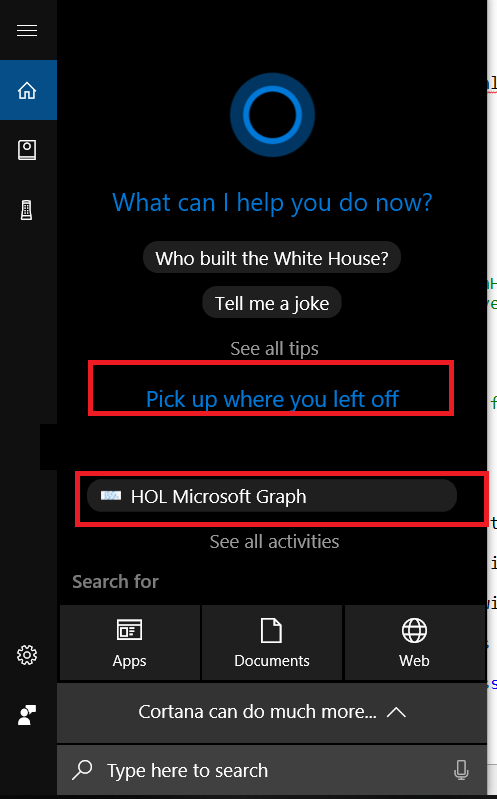 What can I help you do now?
Who built the White House?
Tell me a joke
See all tips
Pick up where you left off
HOL Microsoft Graph
See all activities
Search for
Apps
Documents
Web
Cortana can do much more...
Type here to search